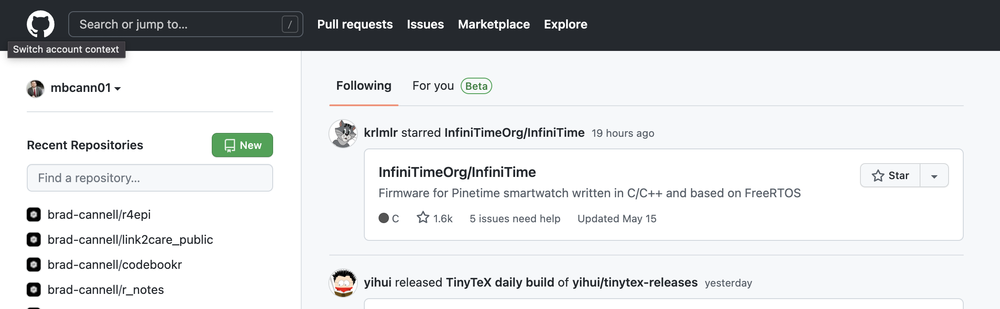 Search or jump to... /
Pull requests Issues Marketplace Explore
Switch account context
mbcann01
Recent Repositories
New
Find a repository...
brad-cannell/r4epi
brad-cannell/link2care_public
brad-cannell/codebookr
brad-cannell/r_notes
Following For you Beta
krlmlr starred InfiniTimeOrg/InfiniTime 19 hours ago
InfiniTimeOrg/InfiniTime
Star
Firmware for Pinetime smartwatch written in C/C++ and based on FreeRTOS
C 1.6k 5 issues need help Updated May 15
yihui released TinyTeX daily build of yihui/tinytex-releases yesterday